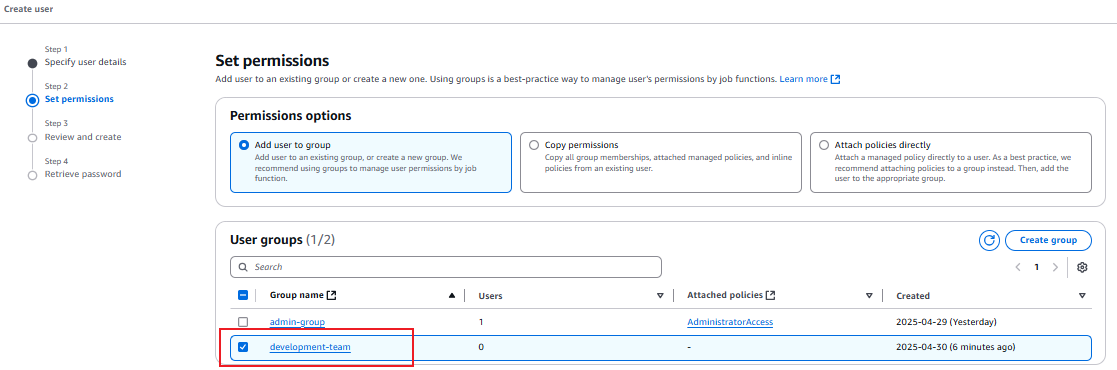 Create user
Step 1
Specify user details
Step 2
Set permissions
Step 3
Review and create
Step 4
Retrieve password
Set permissions
Add user to an existing group or create a new one. Using groups is a best-practice way to manage user's permissions by job functions. Learn more
Permissions options
Add user to group
Add user to an existing group, or create a new group. We
recommend using groups to manage user permissions by job
function.
Copy permissions
Copy all group memberships, attached managed policies, and inline
policies from an existing user.
Attach policies directly
Attach a managed policy directly to a user. As a best practice, we
recommend attaching policies to a group instead. Then, add the
user to the appropriate group.
User groups (1/2)
Create group
Search
1
Group name Users Attached policies Created
admin-group 1 AdministratorAccess 2025-04-29 (Yesterday)
development-team 0 - 2025-04-30 (6 minutes ago)